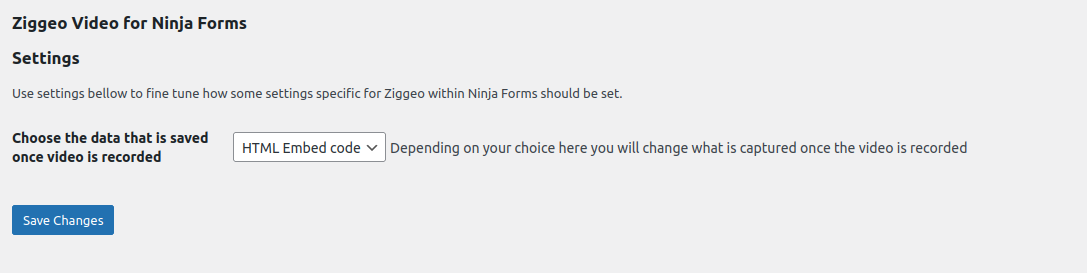 Ziggeo Video for Ninja Forms
Settings
Use settings bellow to fine tune how some settings specific for Ziggeo within Ninja Forms should be set.
Choose the data that is saved
once video is recorded
HTML Embed code
Depending on your choice here you will change what is captured once the video is recorded
Save Changes